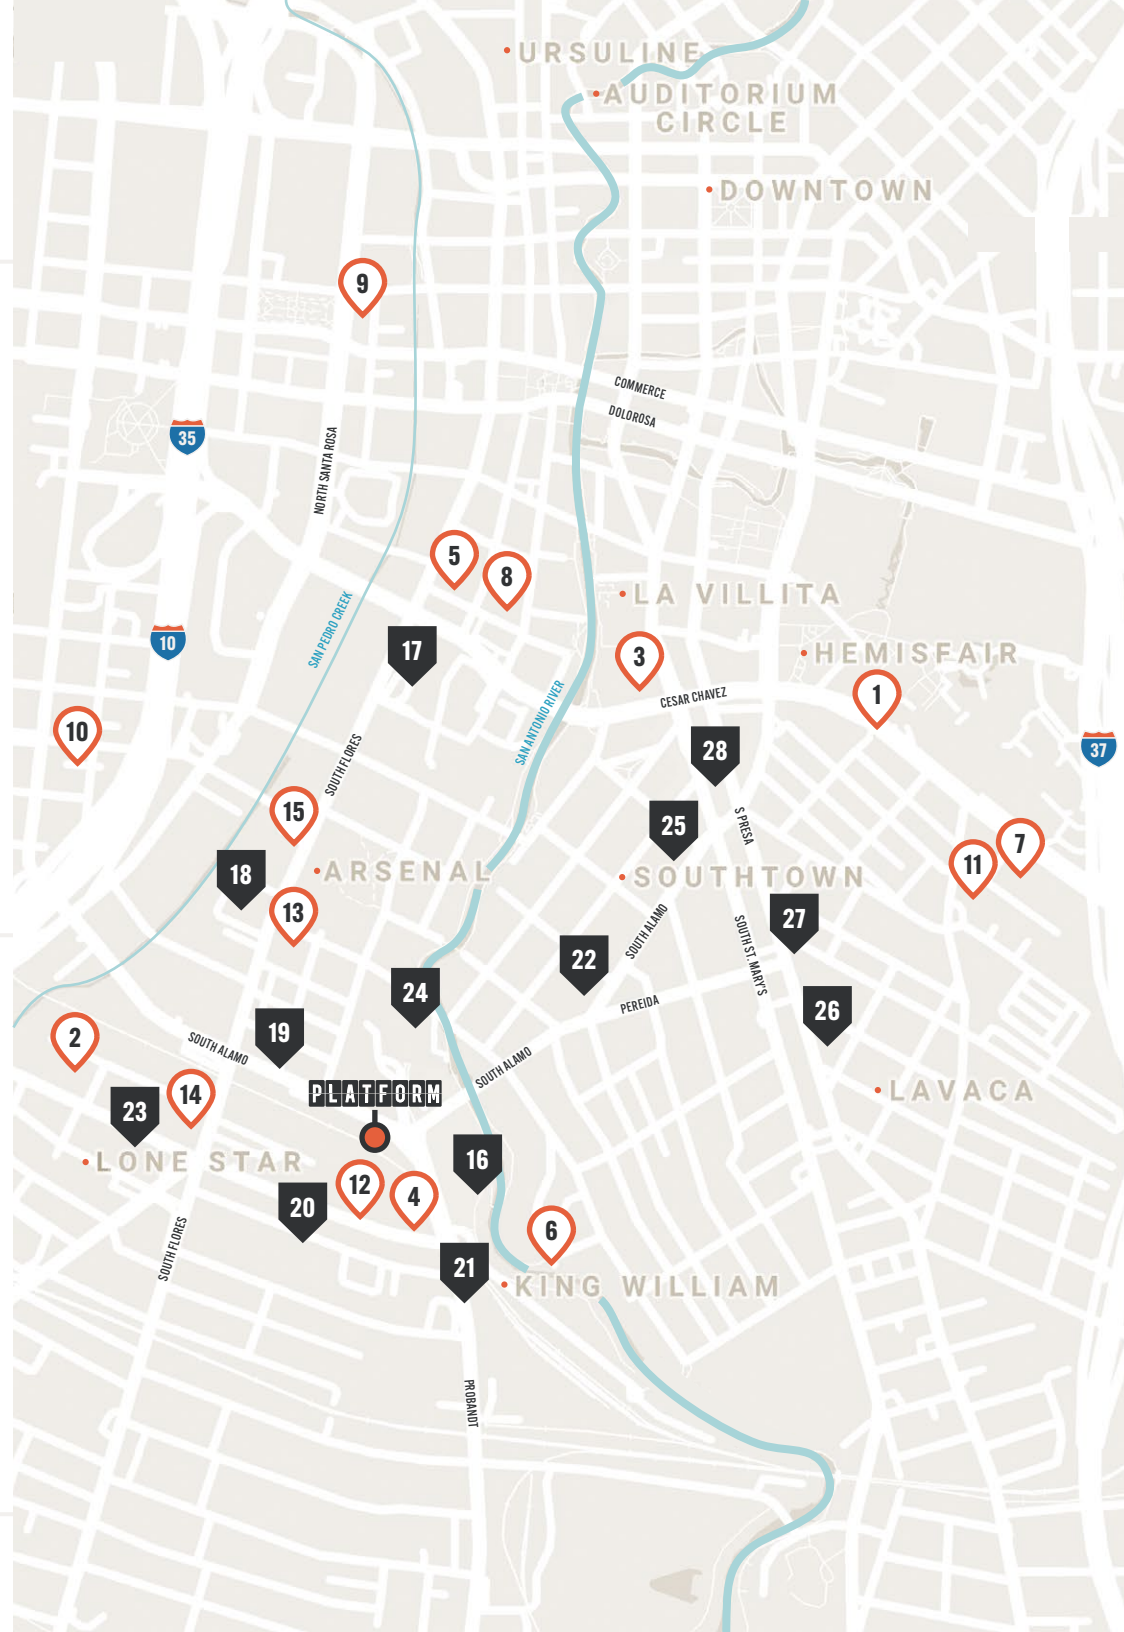 URSULINE
AUDITORIUM
CIRCLE
DOWNTOWN
9
COMMERCE
DOLOROSA
35
NORTH SANTA ROSA
5
8
LA VILLITA
SAN PEDRO CREEK
10
17
3
HEMISFAIR
CESAR CHAVEZ
1
SAN ANTONIO RIVER
10
28
37
SOUTH FLORES
15
25
S PRESA
7
11
18
ARSENAL
SOUTHTOWN
13
27
SOUTH ALAMO
SOUTH ST. MARY'S
22
24
PEREIDA
26
2
19
SOUTH ALAMO
SOUTH ALAMO
PLATFORM
14
23
LAVACA
LONE STAR
16
12
4
20
6
SOUTH FLORES
21
KING WILLIAM
PROBANDT